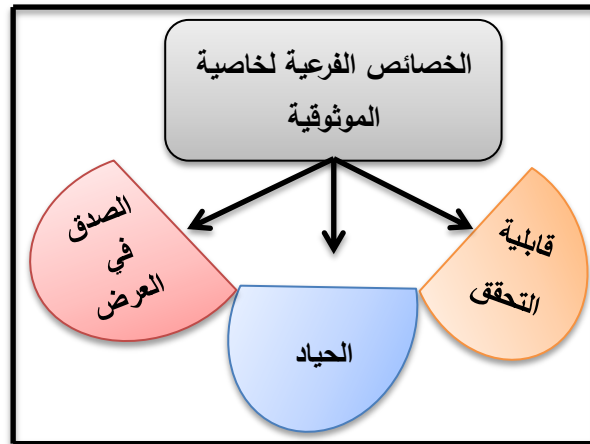 الخصائص الفرعية لخاصية
الموثوقية
قابلية
التحقق
الحياد
الصدق
في
العرض